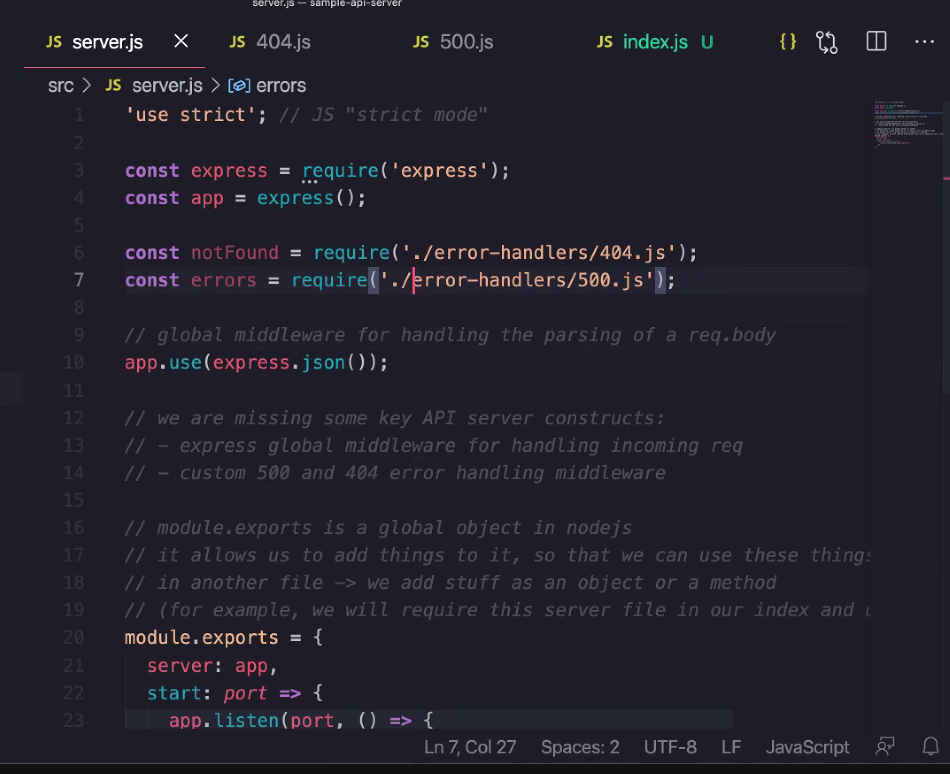 server.js — sample-api-server
JS server.js JS 404.js JS 500.js JS index.js U {} ···
src > JS server.js > errors
1 'use strict'; // JS "strict mode"
2
3 const express = require('express');
4 const app = express();
5
6 const notFound = require('./error-handlers/404.js');
7 const errors = require('./error-handlers/500.js');
8
9 // global middleware for handling the parsing of a req.body
10 app.use(express.json());
11
12 // we are missing some key API server constructs:
13 // - express global middleware for handling incoming req
14 // - custom 500 and 404 error handling middleware
15
16 // module.exports is a global object in nodejs
17 // it allows us to add things to it, so that we can use these things
18 // in another file -> we add stuff as an object or a method
19 // (for example, we will require this server file in our index and u
20 module.exports = {
21 server: app,
22 start: port => {
23 app.listen(port, () => {
Ln 7, Col 27 Spaces: 2 UTF-8 LF JavaScript